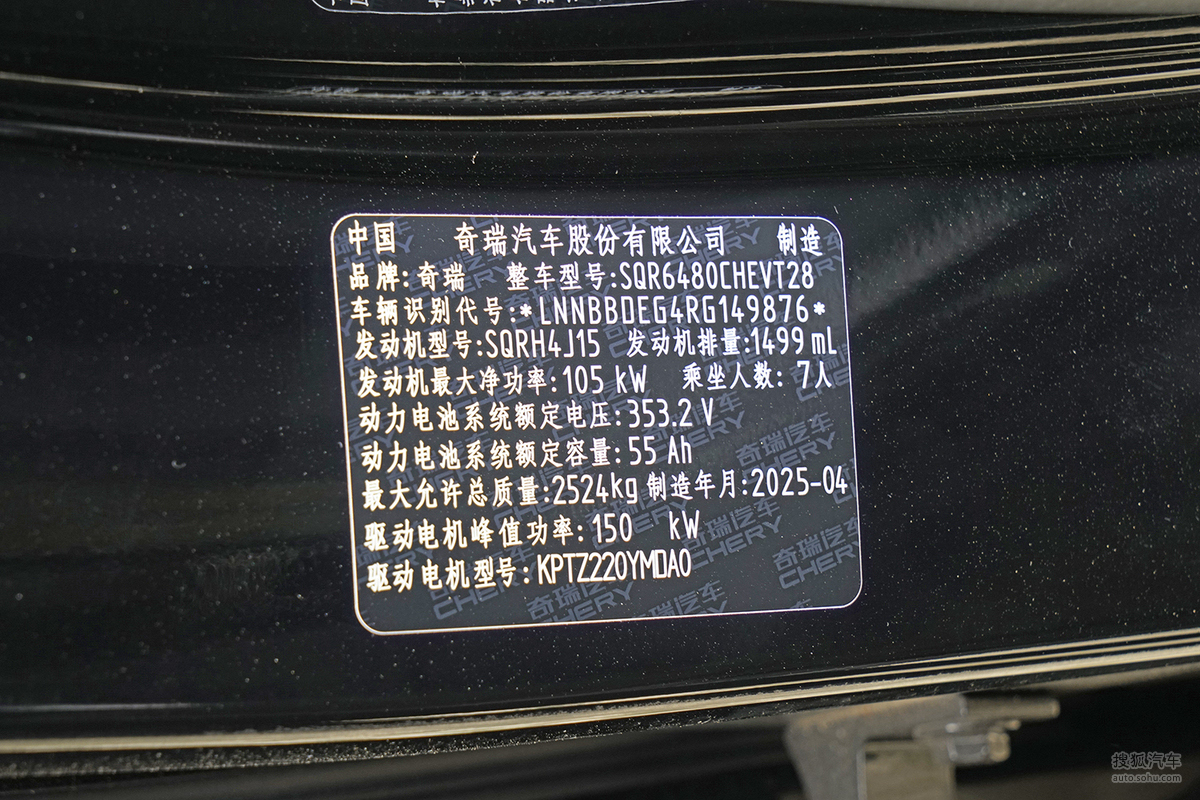 中国 奇瑞汽车股份有限公司 制造
品牌: 奇瑞 整车型号:SQR6480CHEVT28
车辆识别代号:*LNNBBDEG4RG149876*
发动机型号:SQRH4J15 发动机排量:1499 mL
发动机最大净功率:105 kW 乘坐人数: 7人
动力电池系统额定电压:353.2 V
动力电池系统额定容量:55 Ah
最大允许总质量:2524kg 制造年月:2025-04
驱动电机峰值功率:150 kW
驱动电机型号:KPTZ220YMDA0
奇瑞汽车
CHERY
搜狐汽车
auto.sohu.com